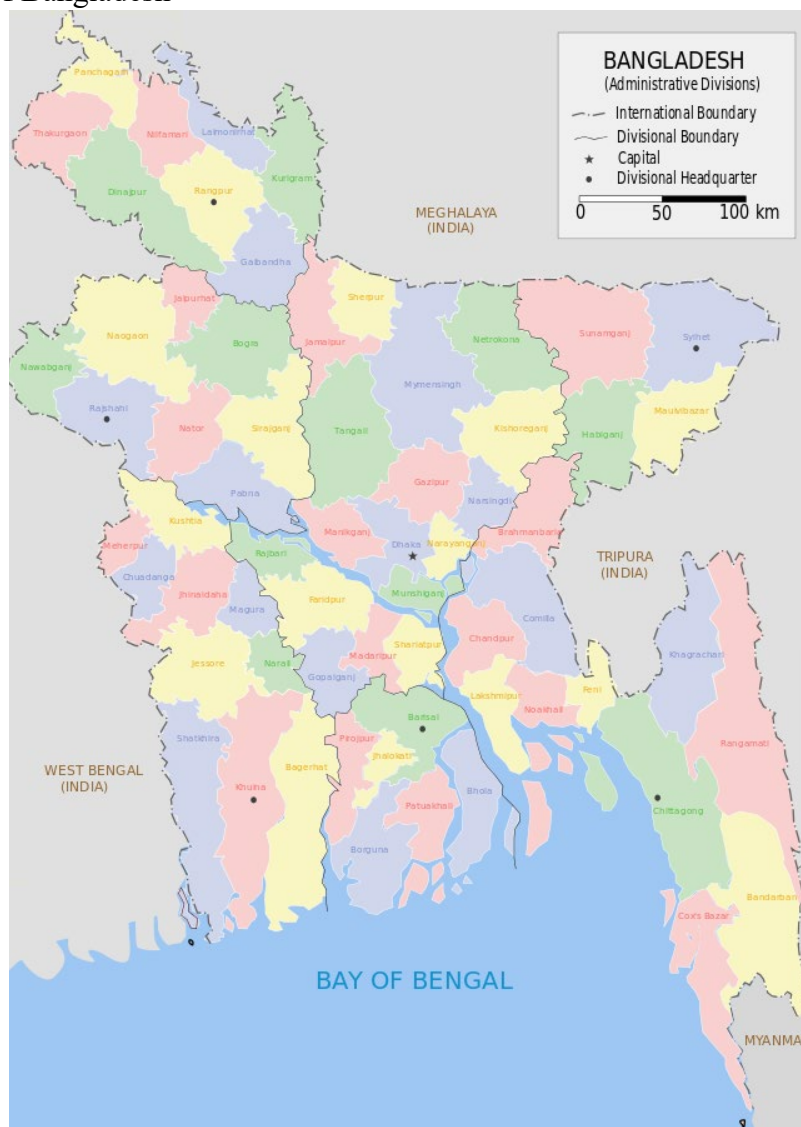 Bangladesh
BANGLADESH
(Administrative Divisions)
International Boundary
Divisional Boundary
Capital
Divisional Headquarter
0 50 100 km
MEGHALAYA
(INDIA)
Panchagarh
Thakurgaon
Nilfamari
Lalmonirhat
Dinajpur
Rangpur
Kurigram
Gaibandha
Jaipurhat
Sherpur
Naogaon
Bogra
Jamalpur
Netrokona
Sunamganj
Sylhet
Nawabganj
Mymensingh
Rajshahi
Nator
Sirajganj
Tangail
Kishoreganj
Habiganj
Maulvibazar
Pabna
Gazipur
Narsingdi
Kushtia
Manikganj
Dhaka
Narayanganj
Brahmanbaria
Meherpur
Rajbari
TRIPURA
(INDIA)
Chuadanga
Jhinaidaha
Magura
Faridpur
Munshiganj
Comilla
Chandpur
Shariatpur
Madaripur
Khagrachari
Jessore
Narail
Gopalganj
Lakshmipur
Noakhali
Feni
Barisal
Rangamati
Shatkhira
Pirojpur
Jhalokati
WEST BENGAL
(INDIA)
Bagerhat
Khulna
Patuakhali
Bhola
Chittagong
Borguna
Bandarban
Cox's Bazar
BAY OF BENGAL
MYANMA